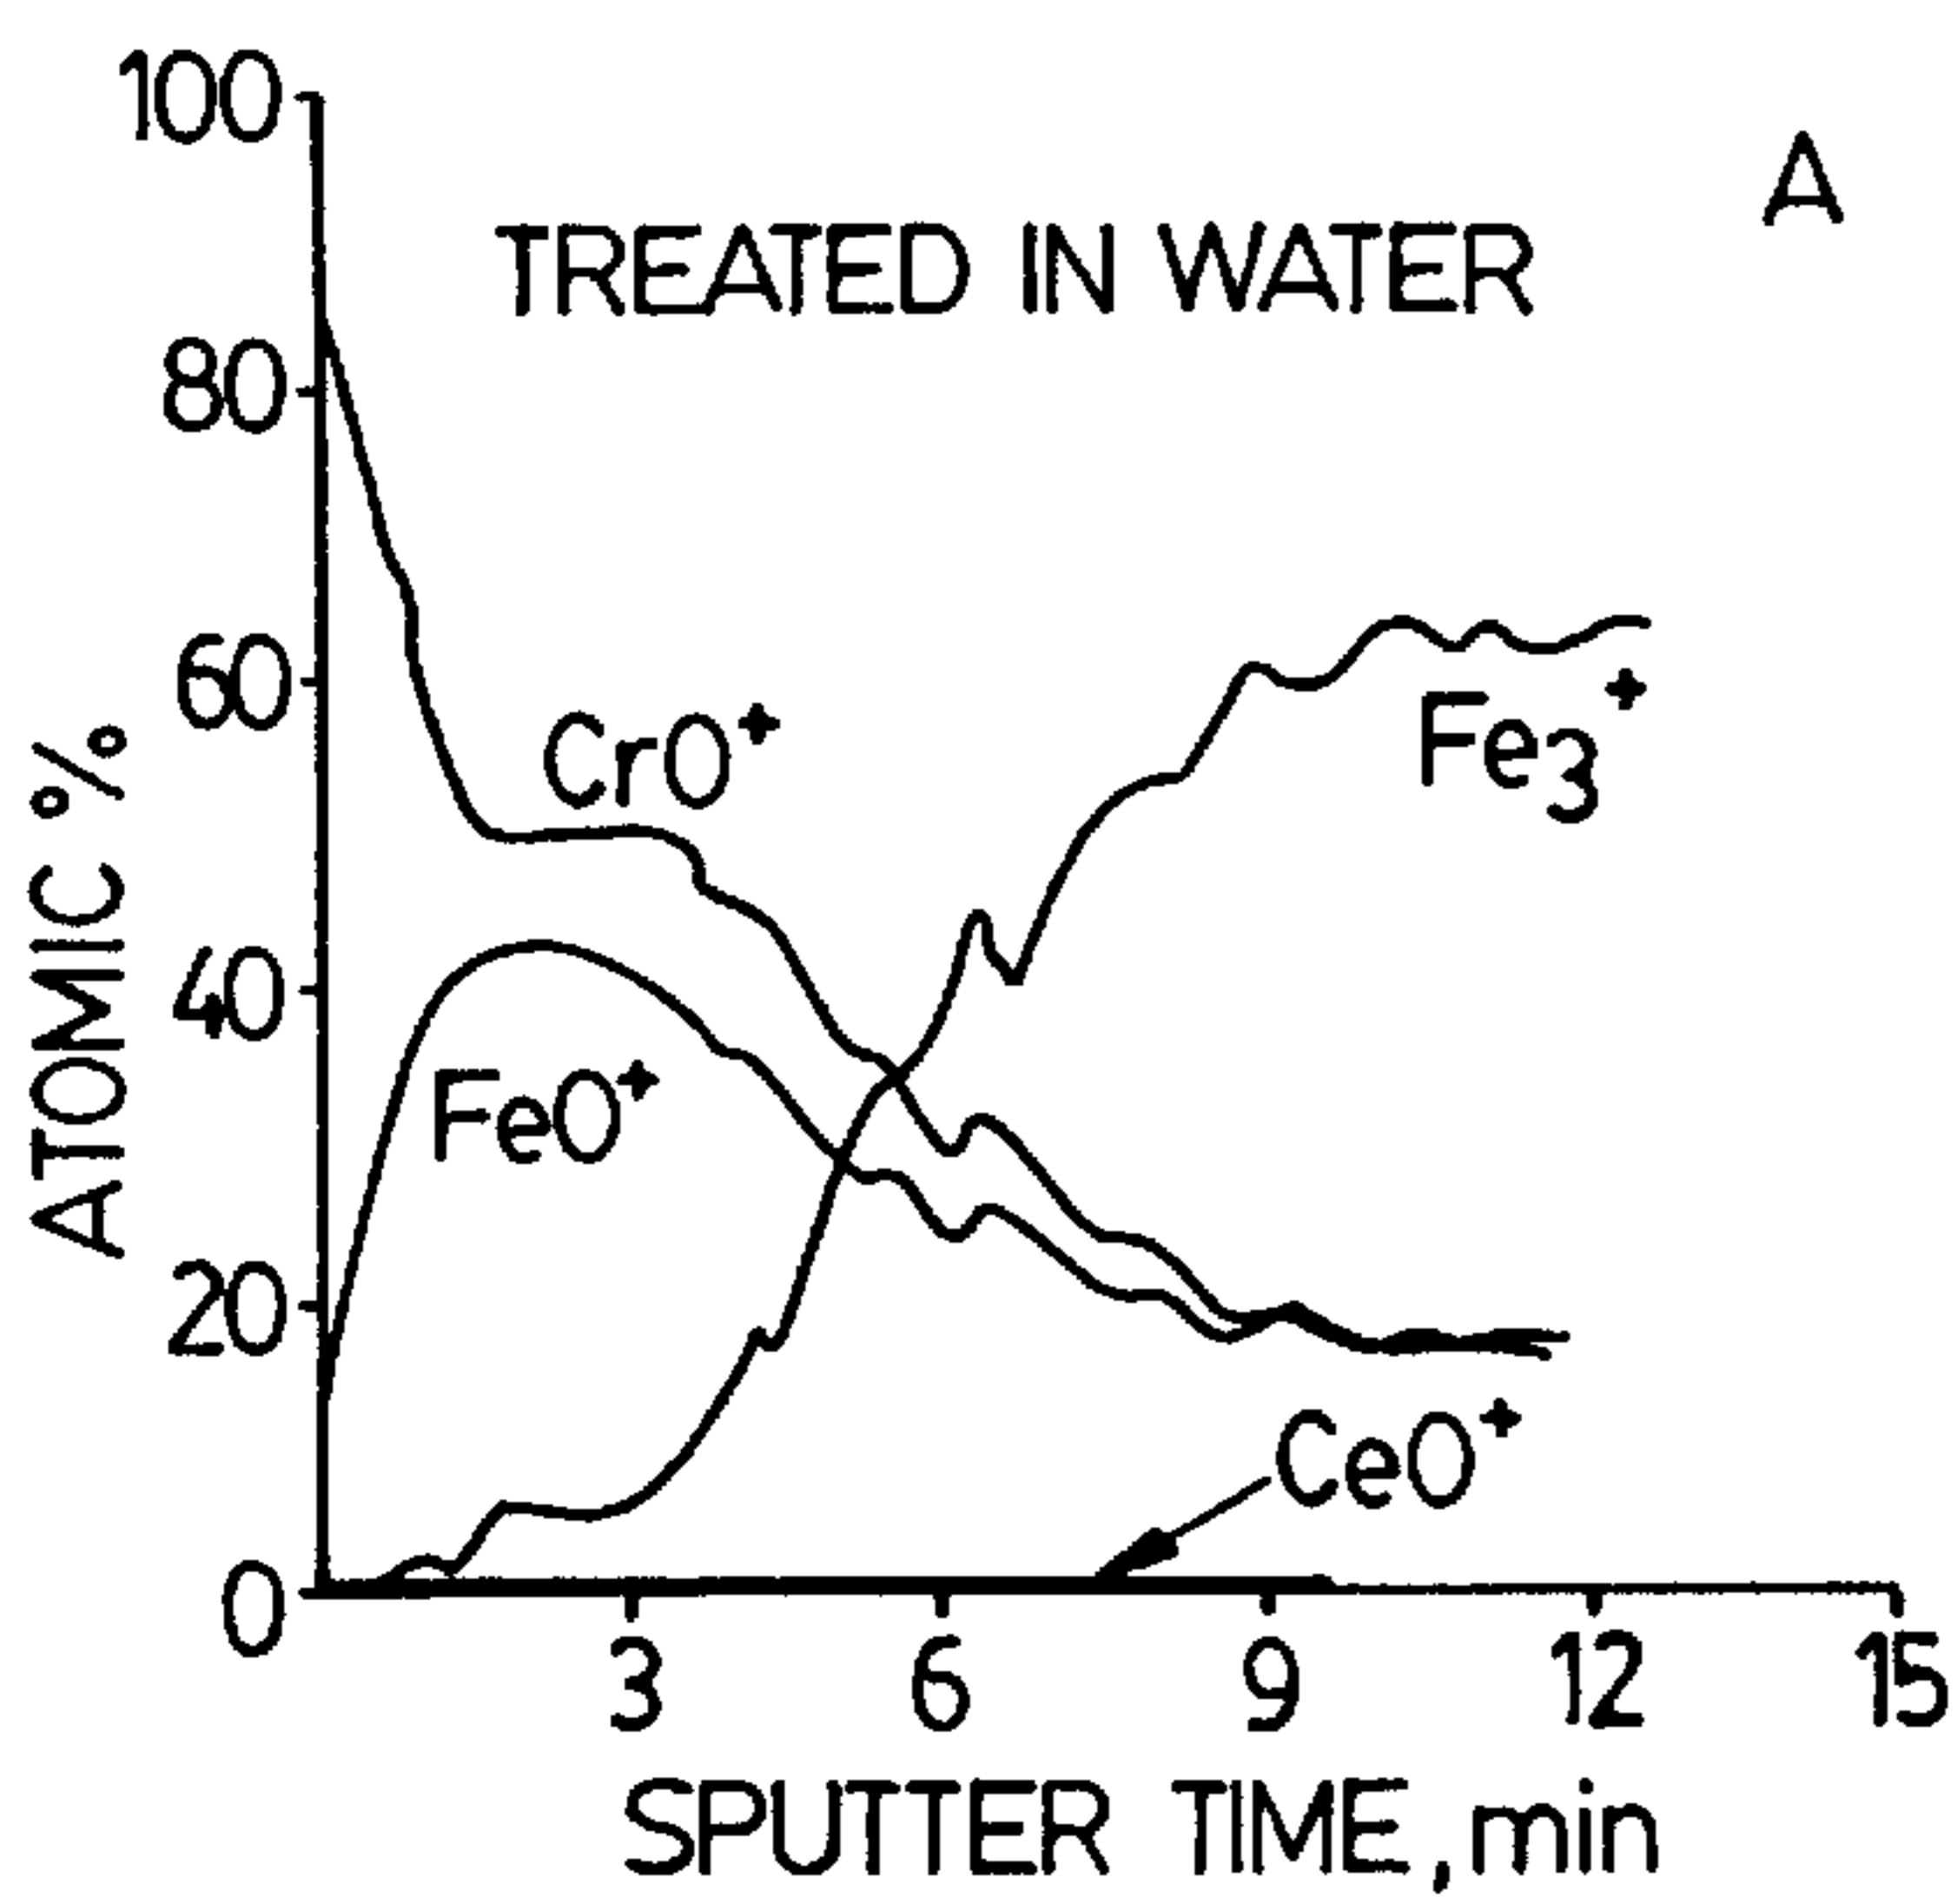 100
A
TREATED IN WATER
80
60
CrO⁺
Fe₃⁺
ATOMIC %
40
FeO⁺
20
CeO⁺
0
3 6 9 12 15
SPUTTER TIME, min